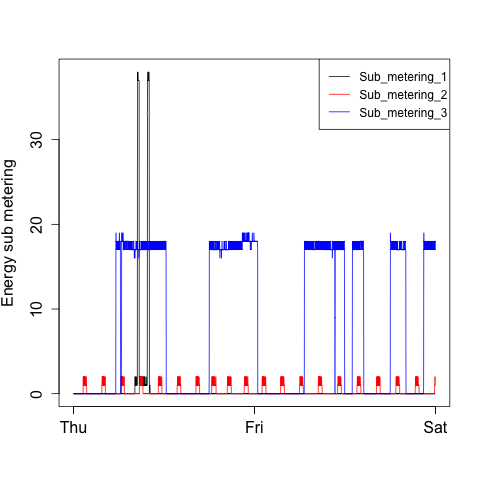 Sub_metering_1
Sub_metering_2
Sub_metering_3
Energy sub metering
30
20
10
0
Thu
Fri
Sat